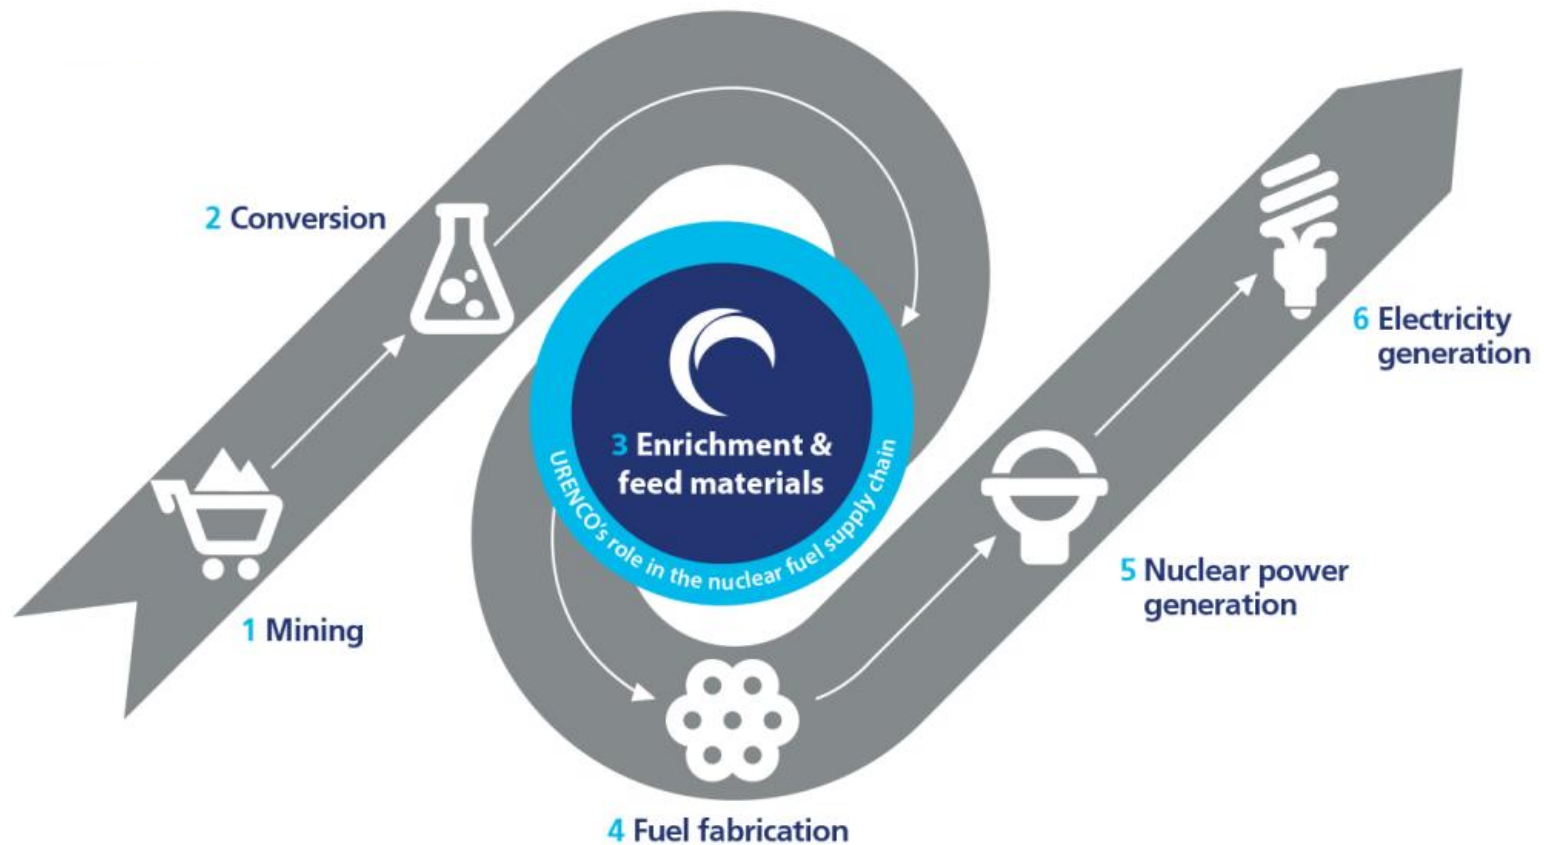 1 Mining
2 Conversion
3 Enrichment &
feed materials
URENCO's role in the nuclear fuel supply chain
4 Fuel fabrication
5 Nuclear power
generation
6 Electricity
generation